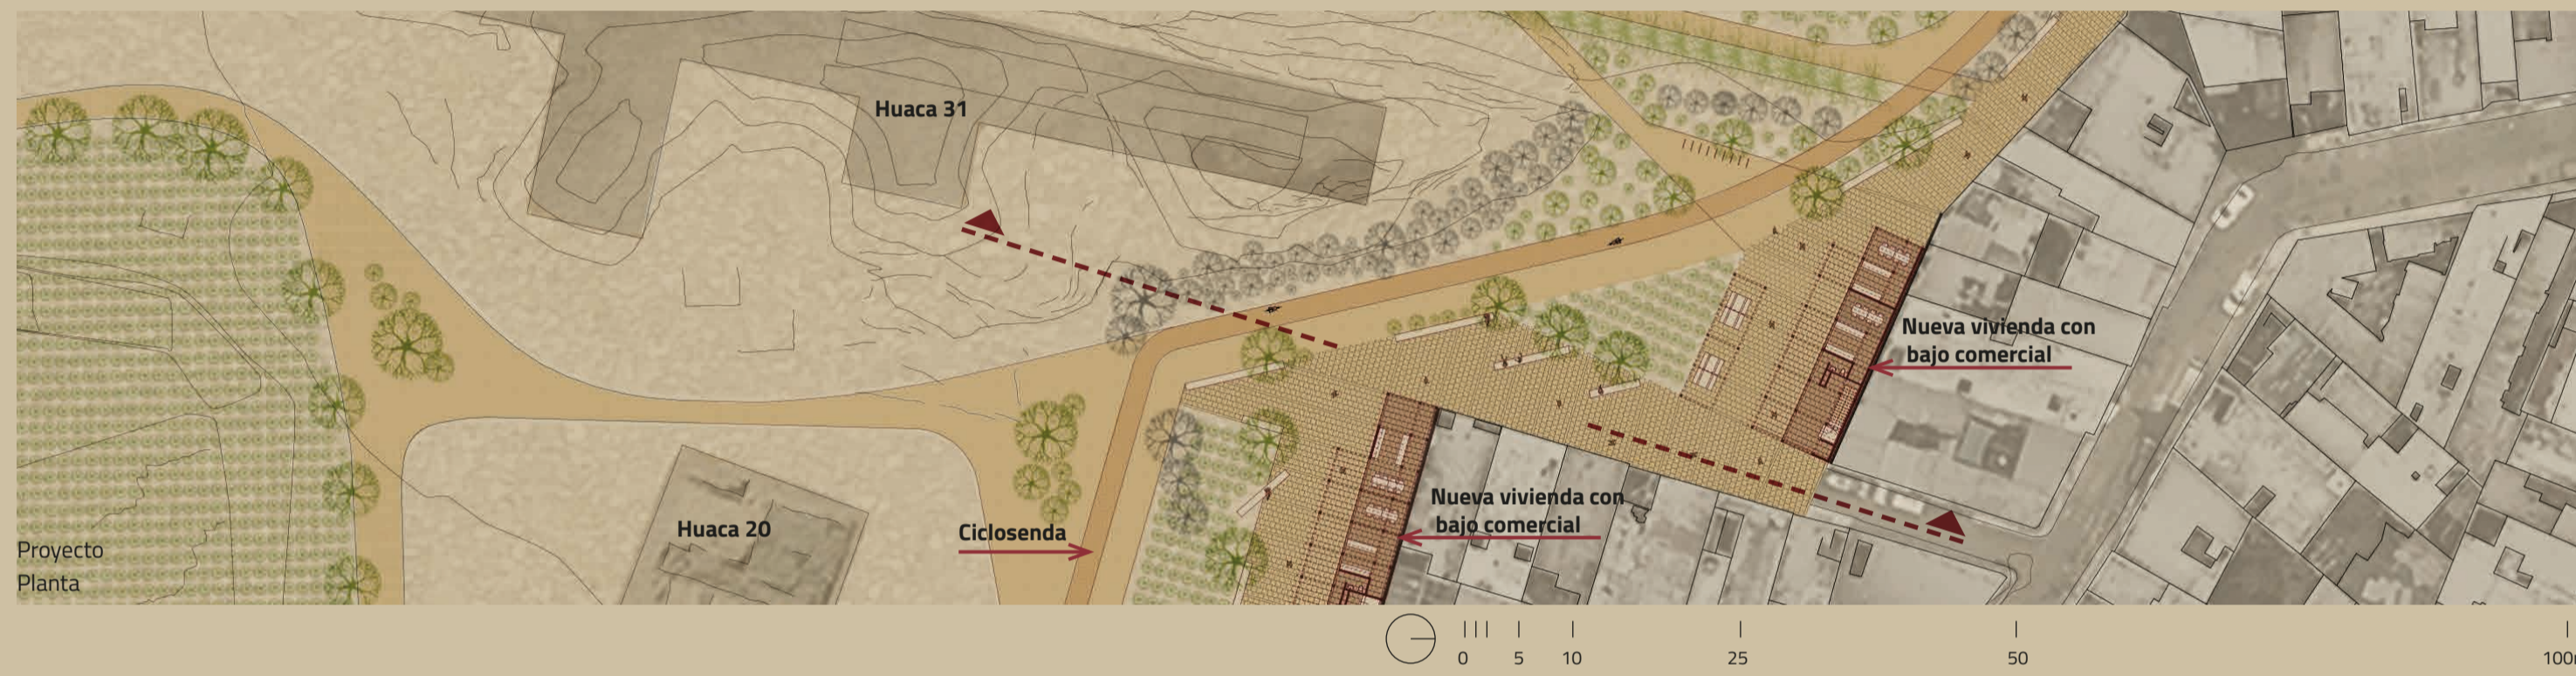 Huaca 31
Nueva vivienda con
bajo comercial
Nueva vivienda con
bajo comercial
Huaca 20
Ciclosenda
Proyecto
Planta
0 5 10 25 50 100m